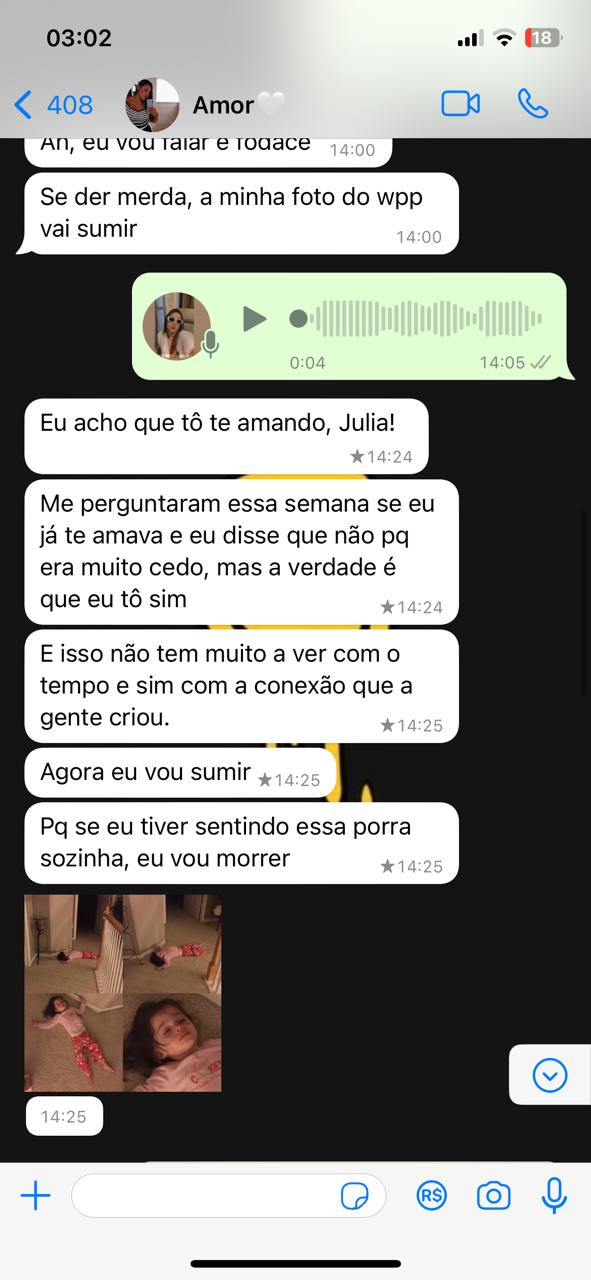 03:02
18
408
Amor🤍
Ah, eu vou falar e fodace 14:00
Se der merda, a minha foto do wpp
vai sumir
14:00
0:04
14:05
Eu acho que tô te amando, Julia!
★14:24
Me perguntaram essa semana se eu
já te amava e eu disse que não pq
era muito cedo, mas a verdade é
que eu tô sim
★14:24
E isso não tem muito a ver com o
tempo e sim com a conexão que a
gente criou.
★14:25
Agora eu vou sumir ★14:25
Pq se eu tiver sentindo essa porra
sozinha, eu vou morrer
★14:25
14:25
R$